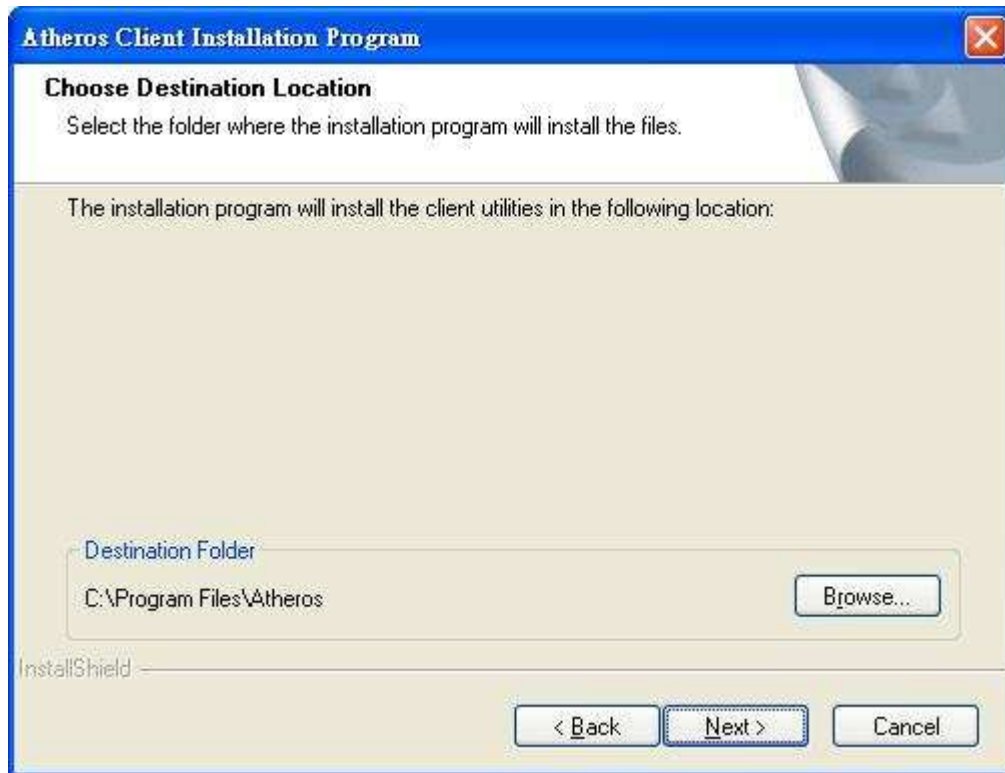 Atheros Client Installation Program
Choose Destination Location
Select the folder where the installation program will install the files.
The installation program will install the client utilities in the following location:
Destination Folder
C:\Program Files\Atheros
Browse...
InstallShield
< Back
Next >
Cancel